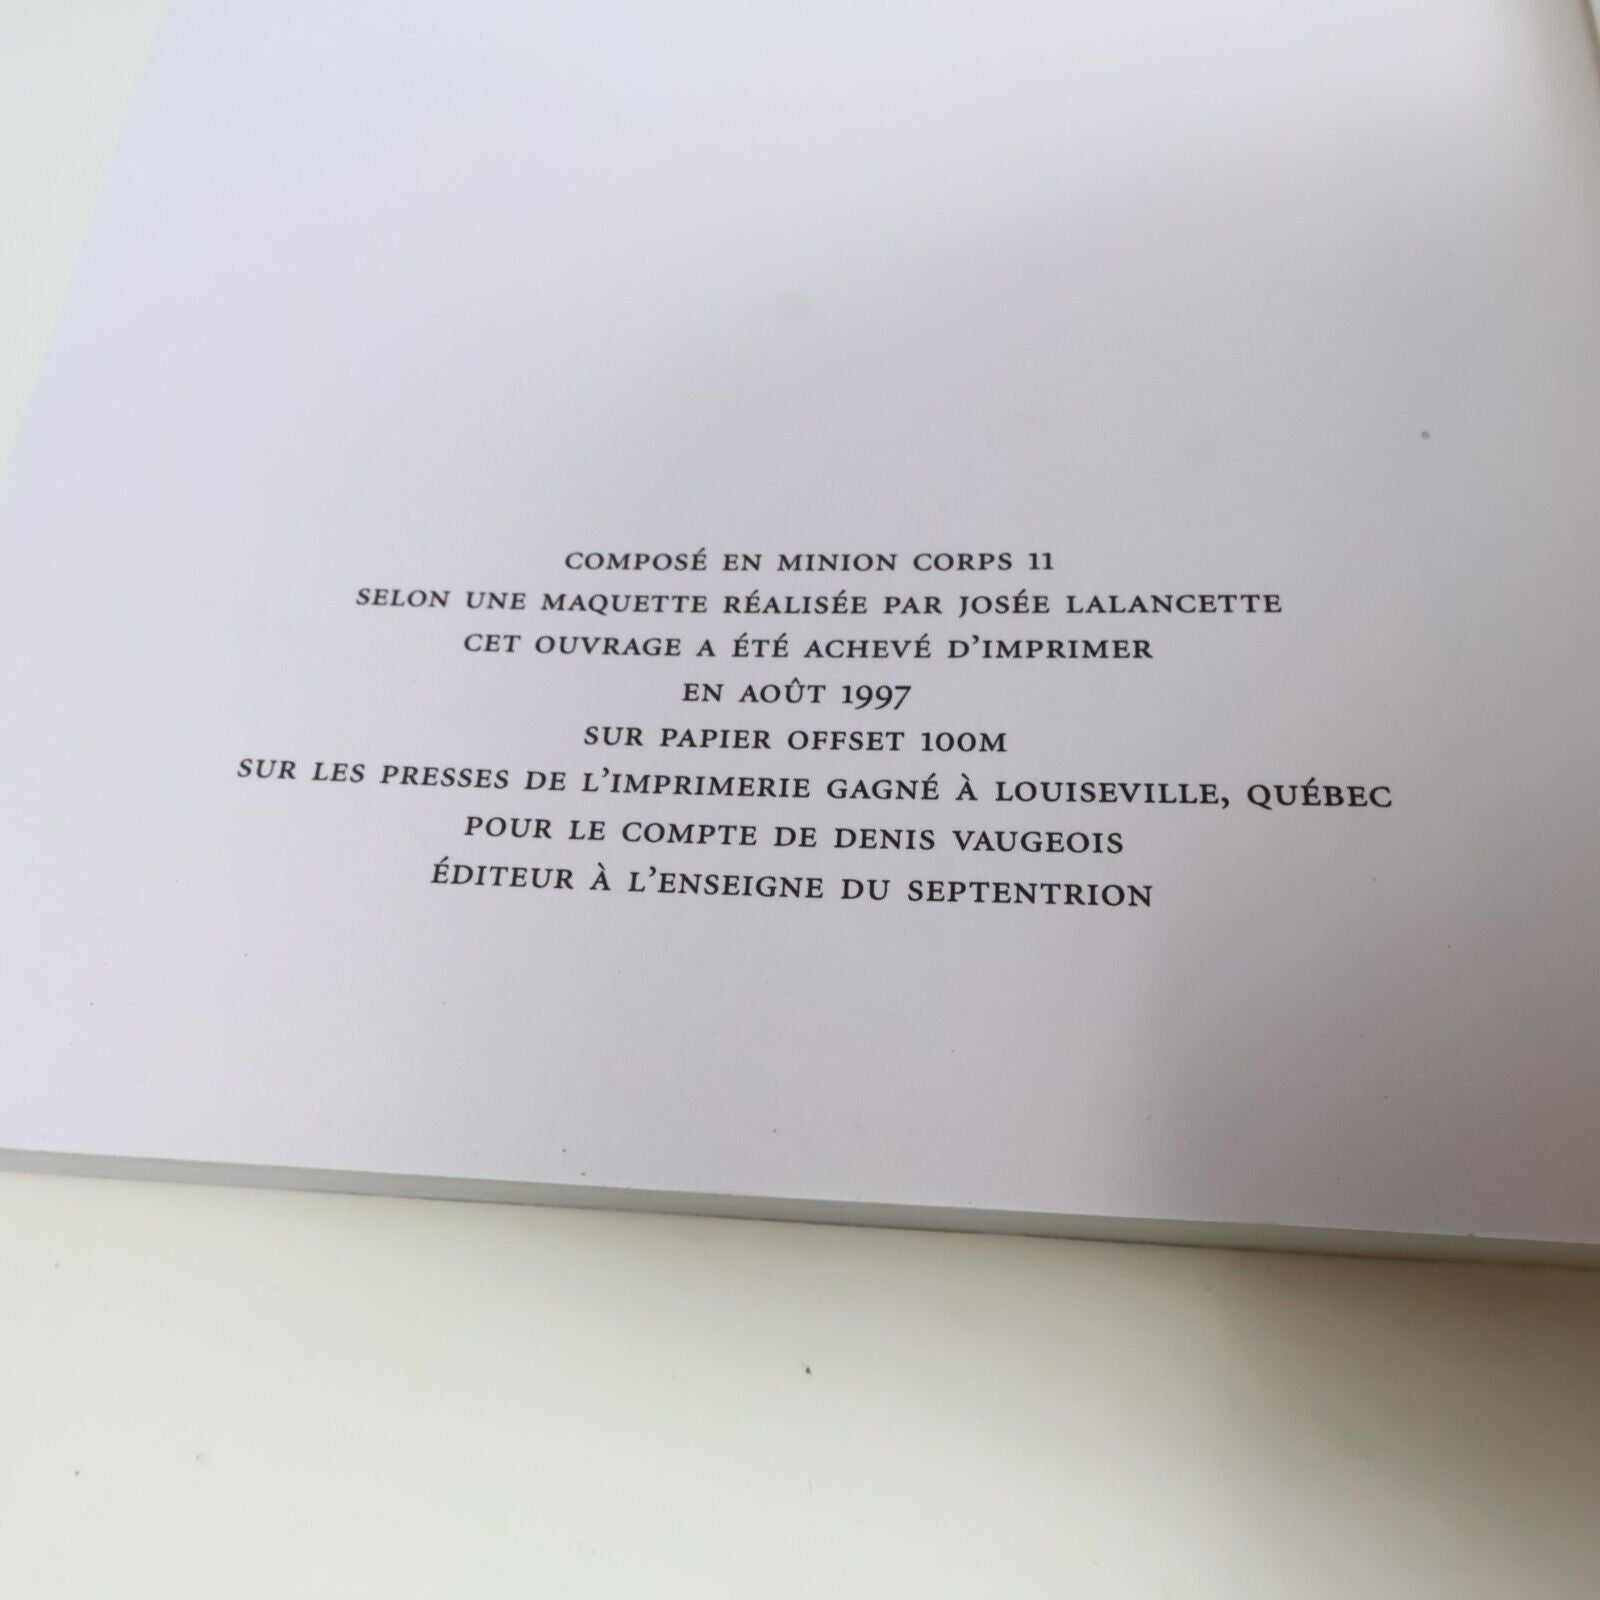 COMPOSÉ EN MINION CORPS 11
SELON UNE MAQUETTE RÉALISÉE PAR JOSÉE LALANCETTE
CET OUVRAGE A ÉTÉ ACHEVÉ D'IMPRIMER
EN AOÛT 1997
SUR PAPIER OFFSET 100M
SUR LES PRESSES DE L'IMPRIMERIE GAGNÉ À LOUISEVILLE, QUÉBEC
POUR LE COMPTE DE DENIS VAUGEOIS
ÉDITEUR À L'ENSEIGNE DU SEPTENTRION